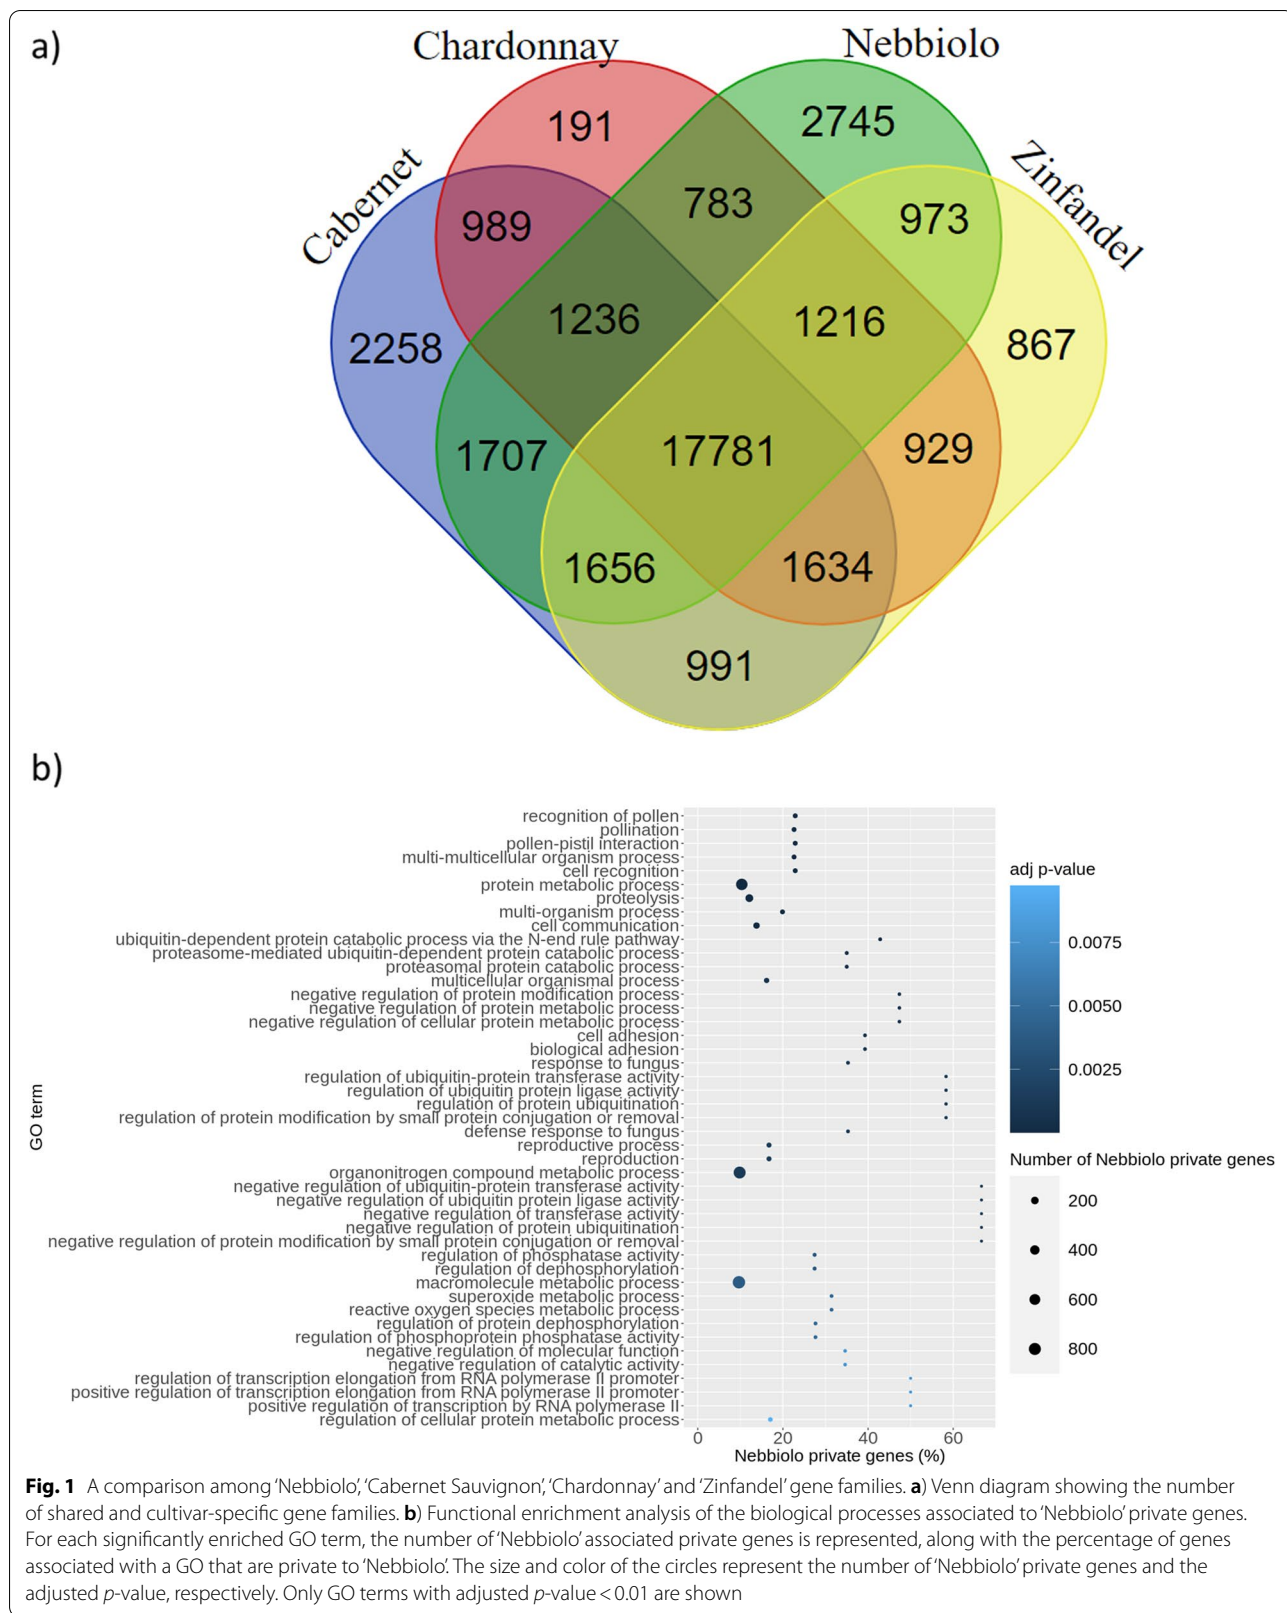 a)
Chardonnay
Nebbiolo
Cabernet
Zinfandel
191
2745
989
783
973
2258
1236
1216
867
1707
17781
929
1656
1634
991
b)
GO term
recognition of pollen
pollination
pollen-pistil interaction
multi-multicellular organism process
cell recognition
protein metabolic process
proteolysis
multi-organism process
cell communication
ubiquitin-dependent protein catabolic process via the N-end rule pathway
proteasome-mediated ubiquitin-dependent protein catabolic process
proteasomal protein catabolic process
multicellular organismal process
negative regulation of protein modification process
negative regulation of protein metabolic process
negative regulation of cellular protein metabolic process
cell adhesion
biological adhesion
response to fungus
regulation of ubiquitin-protein transferase activity
regulation of ubiquitin protein ligase activity
regulation of protein ubiquitination
regulation of protein modification by small protein conjugation or removal
defense response to fungus
reproductive process
reproduction
organonitrogen compound metabolic process
negative regulation of ubiquitin-protein transferase activity
negative regulation of ubiquitin protein ligase activity
negative regulation of transferase activity
negative regulation of protein ubiquitination
negative regulation of protein modification by small protein conjugation or removal
regulation of phosphatase activity
regulation of dephosphorylation
macromolecule metabolic process
superoxide metabolic process
reactive oxygen species metabolic process
regulation of protein dephosphorylation
regulation of phosphoprotein phosphatase activity
negative regulation of molecular function
negative regulation of catalytic activity
regulation of transcription elongation from RNA polymerase II promoter
positive regulation of transcription elongation from RNA polymerase II promoter
positive regulation of transcription by RNA polymerase II
regulation of cellular protein metabolic process
0 20 40 60
Nebbiolo private genes (%)
adj p-value
0.0075
0.0050
0.0025
Number of Nebbiolo private genes
200
400
600
800
Fig. 1 A comparison among 'Nebbiolo', 'Cabernet Sauvignon', 'Chardonnay' and 'Zinfandel' gene families. a) Venn diagram showing the number
of shared and cultivar-specific gene families. b) Functional enrichment analysis of the biological processes associated to 'Nebbiolo' private genes.
For each significantly enriched GO term, the number of 'Nebbiolo' associated private genes is represented, along with the percentage of genes
associated with a GO that are private to 'Nebbiolo'. The size and color of the circles represent the number of 'Nebbiolo' private genes and the
adjusted p-value, respectively. Only GO terms with adjusted p-value < 0.01 are shown